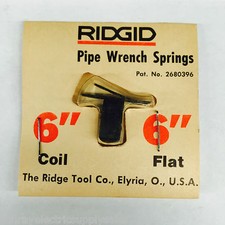 RIDGID
Pipe Wrench Springs
Pat. No. 2680396
6" 6"
Coil Flat
The Ridge Tool Co., Elyria, O., U.S.A.